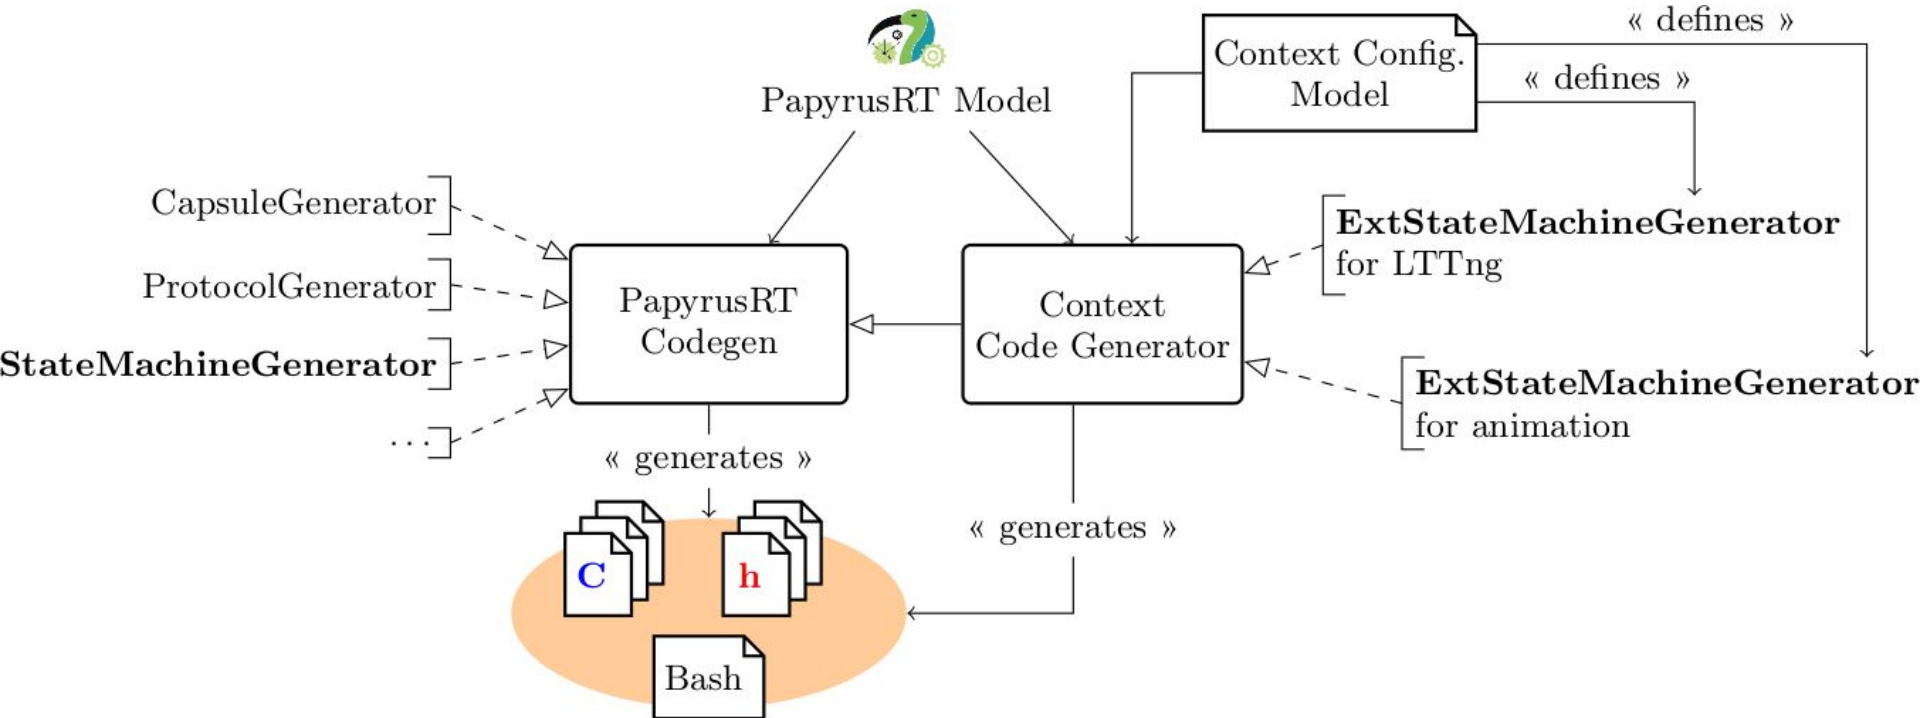 « defines »
Context Config.
Model
« defines »
PapyrusRT Model
CapsuleGenerator
ProtocolGenerator
StateMachineGenerator
...
PapyrusRT
Codegen
Context
Code Generator
ExtStateMachineGenerator
for LTTng
ExtStateMachineGenerator
for animation
« generates »
« generates »
C
h
Bash